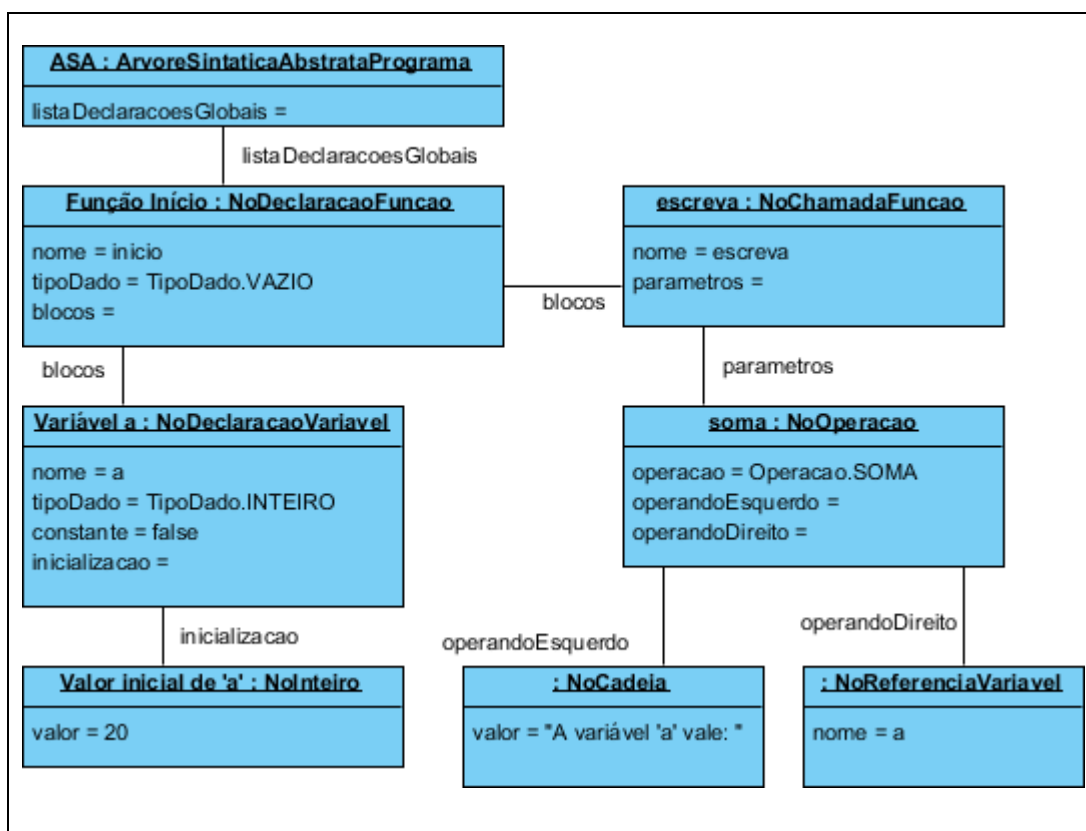 ASA : ArvoreSintaticaAbstrataPrograma
listaDeclaracoesGlobais =
listaDeclaracoesGlobais
Função Início : NoDeclaracaoFuncao
nome = inicio
tipoDado = TipoDado.VAZIO
blocos =
blocos
escreva : NoChamadaFuncao
nome = escreva
parametros =
blocos
parametros
Variável a : NoDeclaracaoVariavel
nome = a
tipoDado = TipoDado.INTEIRO
constante = false
inicializacao =
soma : NoOperacao
operacao = Operacao.SOMA
operandoEsquerdo =
operandoDireito =
inicializacao
operandoEsquerdo
operandoDireito
Valor inicial de 'a' : NoInteiro
valor = 20
: NoCadeia
valor = "A variável 'a' vale: "
: NoReferenciaVariavel
nome = a